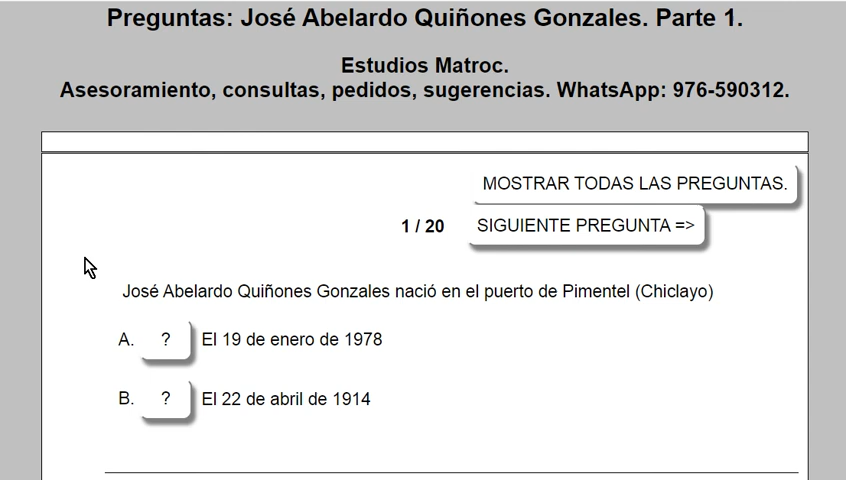 Preguntas: José Abelardo Quiñones Gonzales. Parte 1.
Estudios Matroc.
Asesoramiento, consultas, pedidos, sugerencias. WhatsApp: 976-590312.
MOSTRAR TODAS LAS PREGUNTAS.
1 / 20 SIGUIENTE PREGUNTA =>
José Abelardo Quiñones Gonzales nació en el puerto de Pimentel (Chiclayo)
A. ? El 19 de enero de 1978
B. ? El 22 de abril de 1914